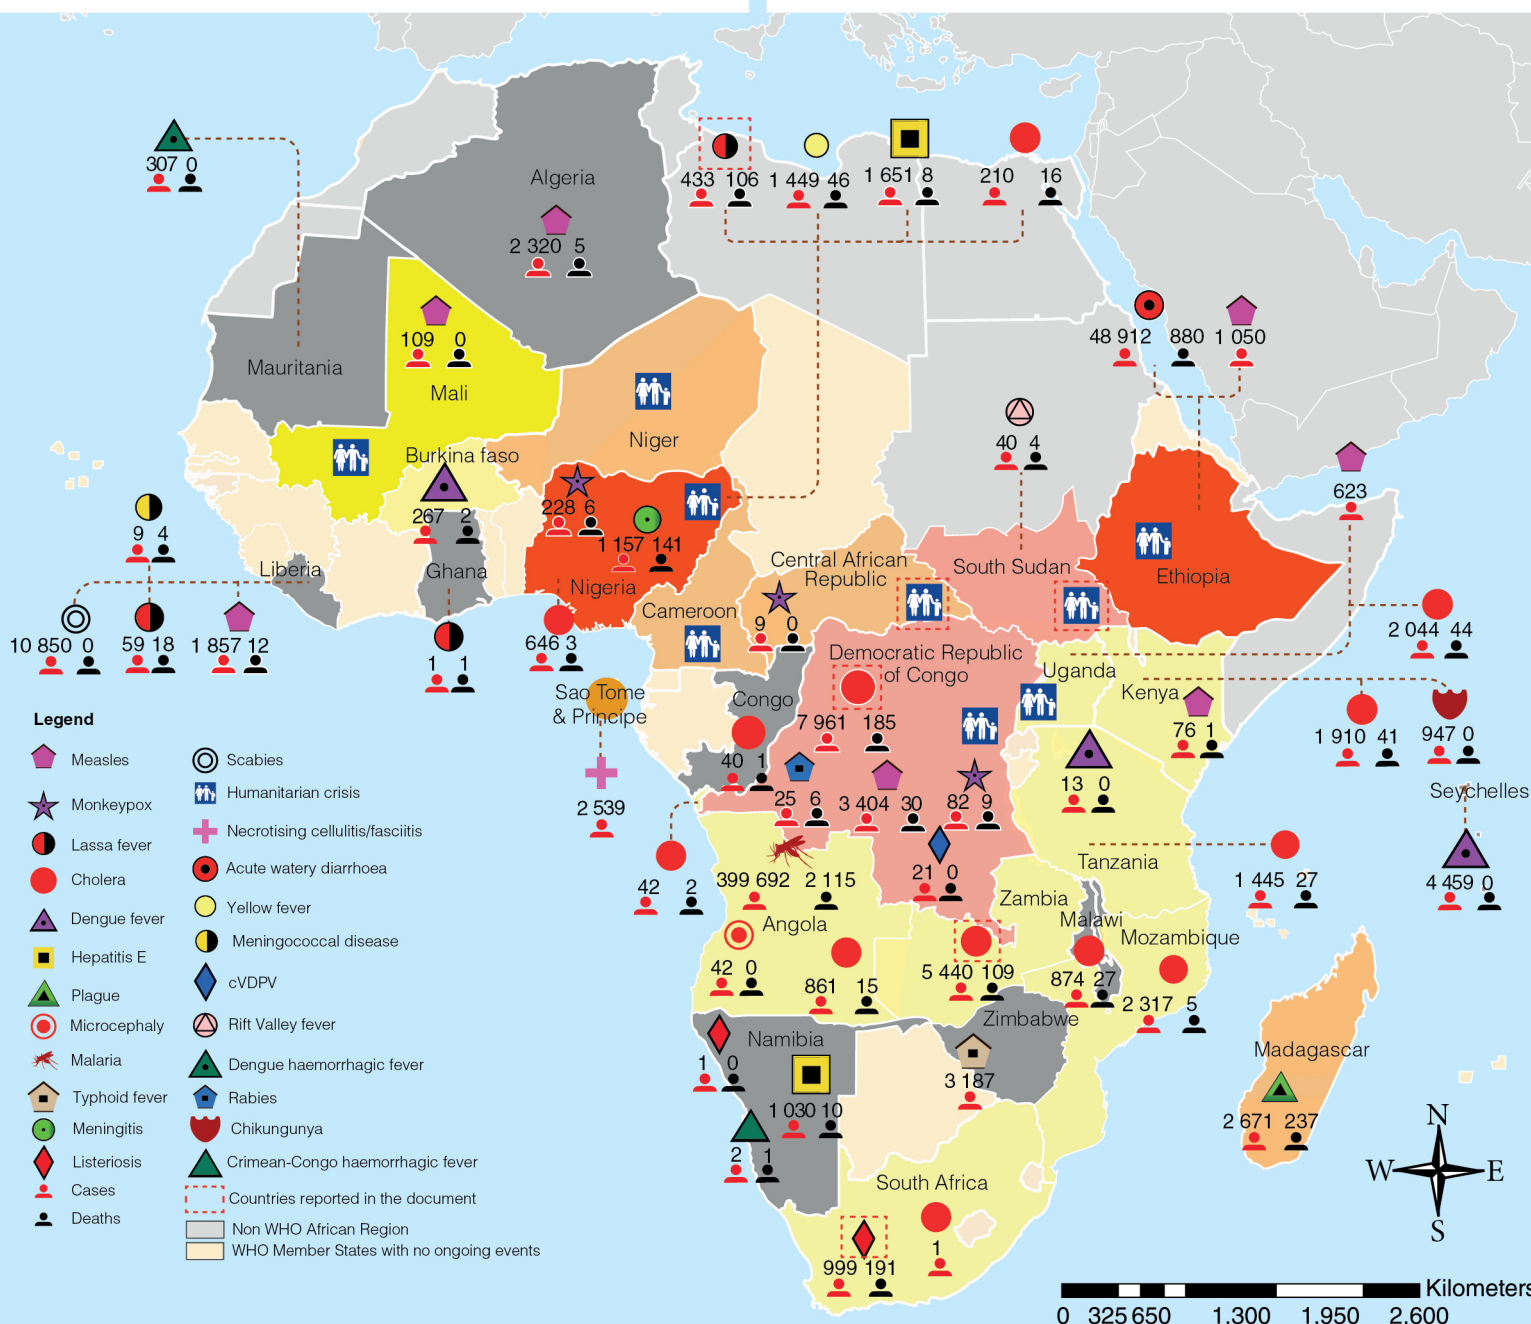 307 0
Algeria
2 320 5
433 106
1 449 46
1 651 8
210 16
48 912 880
1 050
Mauritania
109 0
Mali
Niger
Burkina faso
40 4
623
9 4
267 2
228 6
1 157 141
Nigeria
Liberia
Ghana
Cameroon
Central African
Republic
South Sudan
Ethiopia
10 850 0
59 18
1 857 12
1 1
646 3
9 0
2 044 44
Democratic Republic
of Congo
Uganda
Kenya
Sao Tome
& Principe
Congo
7 961 185
76 1
1 910 41
947 0
40 1
2 539
25 6
3 404 30
82 9
13 0
Seychelles
42 2
399 692 2 115
21 0
Tanzania
1 445 27
4 459 0
Angola
Zambia
Malawi
Mozambique
42 0
861 15
5 440 109
874 27
2 317 5
Namibia
Zimbabwe
Madagascar
1 0
1 030 10
3 187
2 671 237
2 1
South Africa
999 191
1
Legend
Measles
Monkeypox
Lassa fever
Cholera
Dengue fever
Hepatitis E
Plague
Microcephaly
Malaria
Typhoid fever
Meningitis
Listeriosis
Cases
Deaths
Scabies
Humanitarian crisis
Necrotising cellulitis/fasciitis
Acute watery diarrhoea
Yellow fever
Meningococcal disease
cVDPV
Rift Valley fever
Dengue haemorrhagic fever
Rabies
Chikungunya
Crimean-Congo haemorrhagic fever
Countries reported in the document
Non WHO African Region
WHO Member States with no ongoing events
N
W E
S
Kilometers
0 325 650 1.300 1.950 2.600